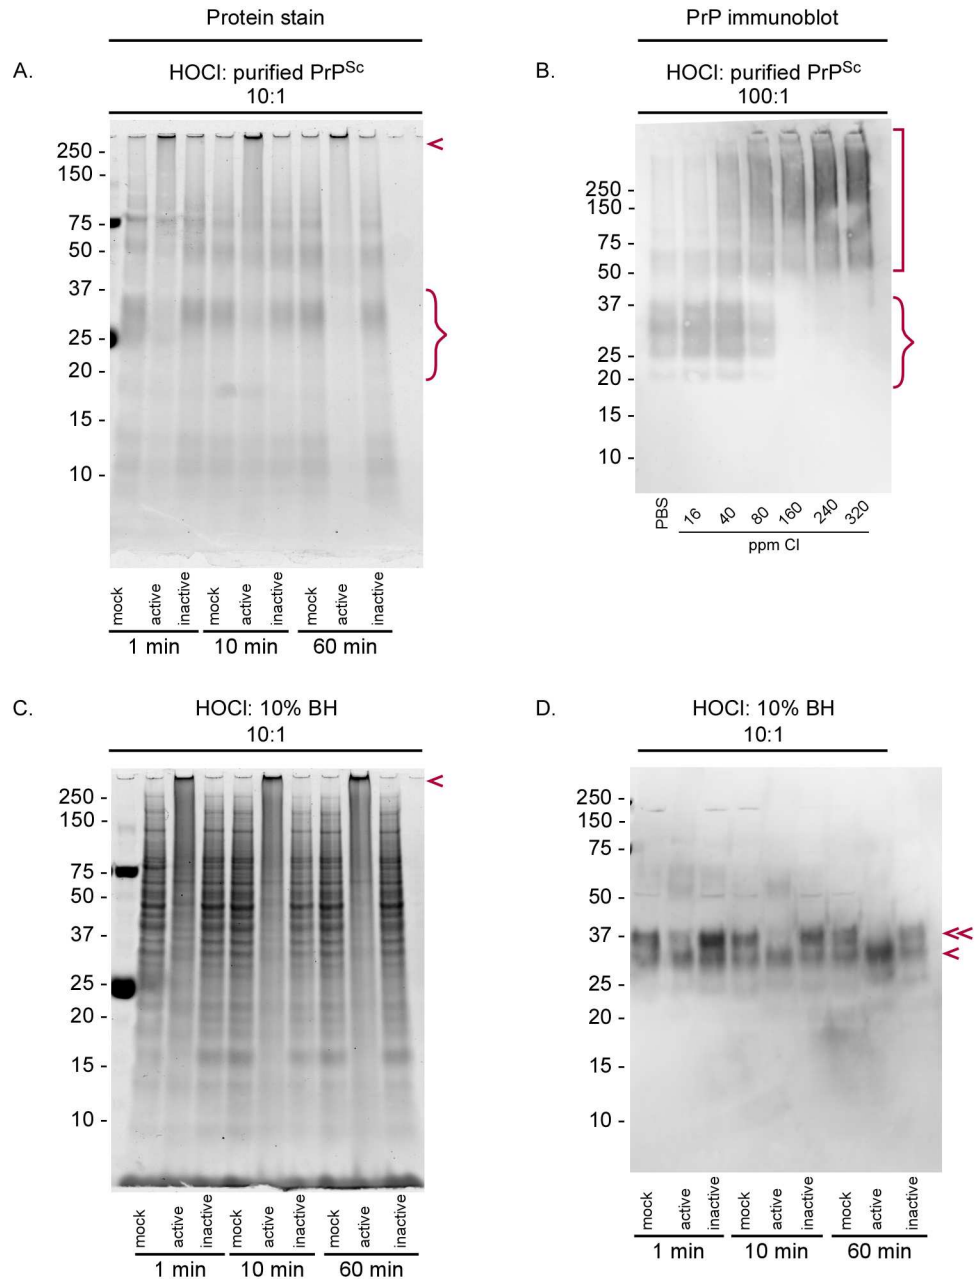 Protein stain
PrP immunoblot
A.
HOCl: purified PrPSc
10:1
250 -
150 -
75 -
50 -
37 -
25 -
20 -
15 -
10 -
mock
active
inactive
mock
active
inactive
mock
active
inactive
1 min
10 min
60 min
B.
HOCl: purified PrPSc
100:1
250 -
150 -
75 -
50 -
37 -
25 -
20 -
15 -
10 -
PBS
16
40
80
160
240
320
ppm Cl
C.
HOCl: 10% BH
10:1
250 -
150 -
75 -
50 -
37 -
25 -
20 -
15 -
10 -
mock
active
inactive
mock
active
inactive
mock
active
inactive
1 min
10 min
60 min
D.
HOCl: 10% BH
10:1
250 -
150 -
75 -
50 -
37 -
25 -
20 -
15 -
10 -
mock
active
inactive
mock
active
inactive
mock
active
inactive
1 min
10 min
60 min